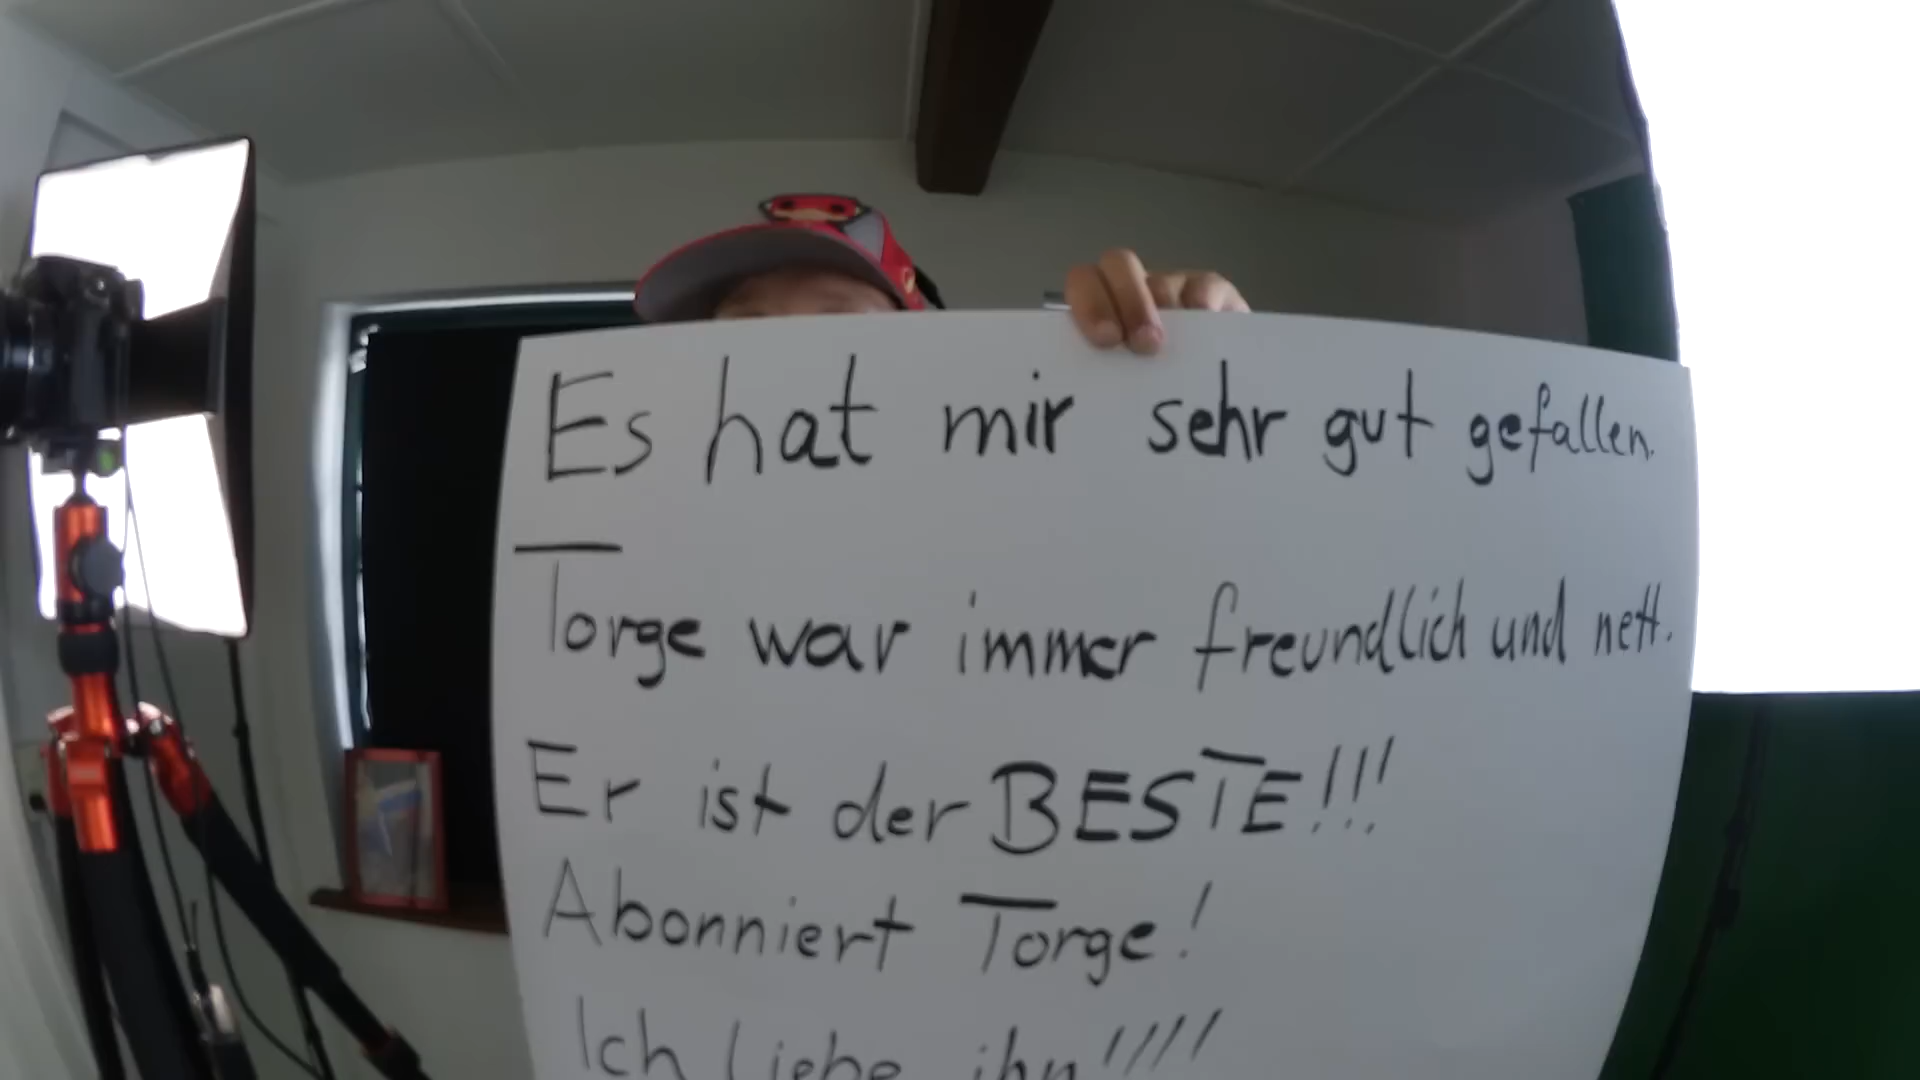 Es hat mir sehr gut gefallen.
Torge war immer freundlich und nett.
Er ist der BESTE!!!
Abonniert Torge!
Ich liebe ihn!!!!